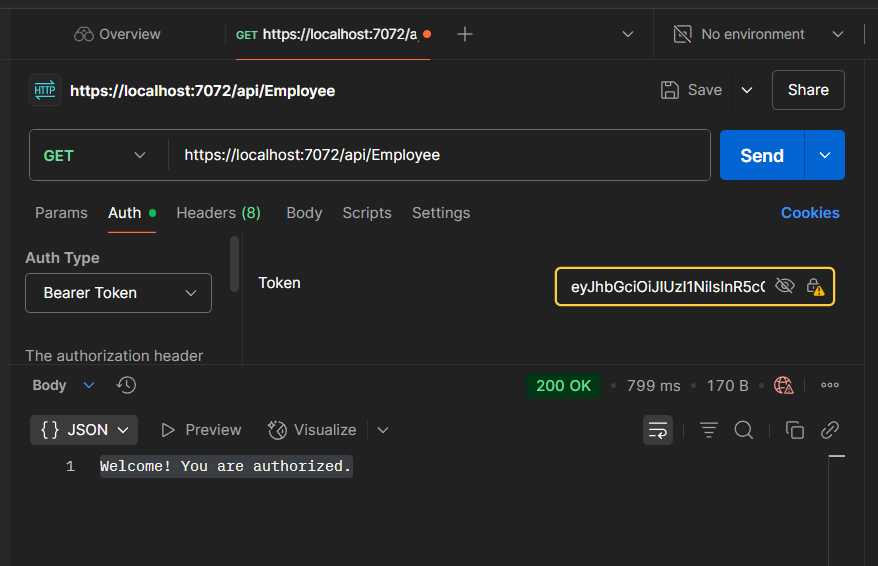 Overview
GET https://localhost:7072/a
No environment
HTTP https://localhost:7072/api/Employee
Save
Share
GET https://localhost:7072/api/Employee
Send
Params Auth Headers (8) Body Scripts Settings Cookies
Auth Type
Bearer Token
Token eyJhbGciOiJIUzI1NiIsInR5cC
The authorization header
Body 200 OK 799 ms 170 B
{} JSON Preview Visualize
1 Welcome! You are authorized.